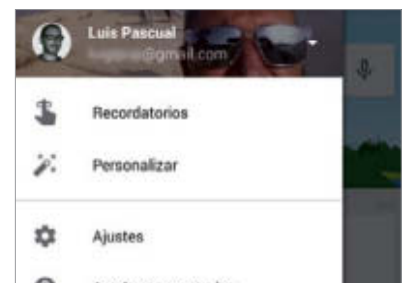 Luis Pascual
@gmail.com
Recordatorios
Personalizar
Ajustes